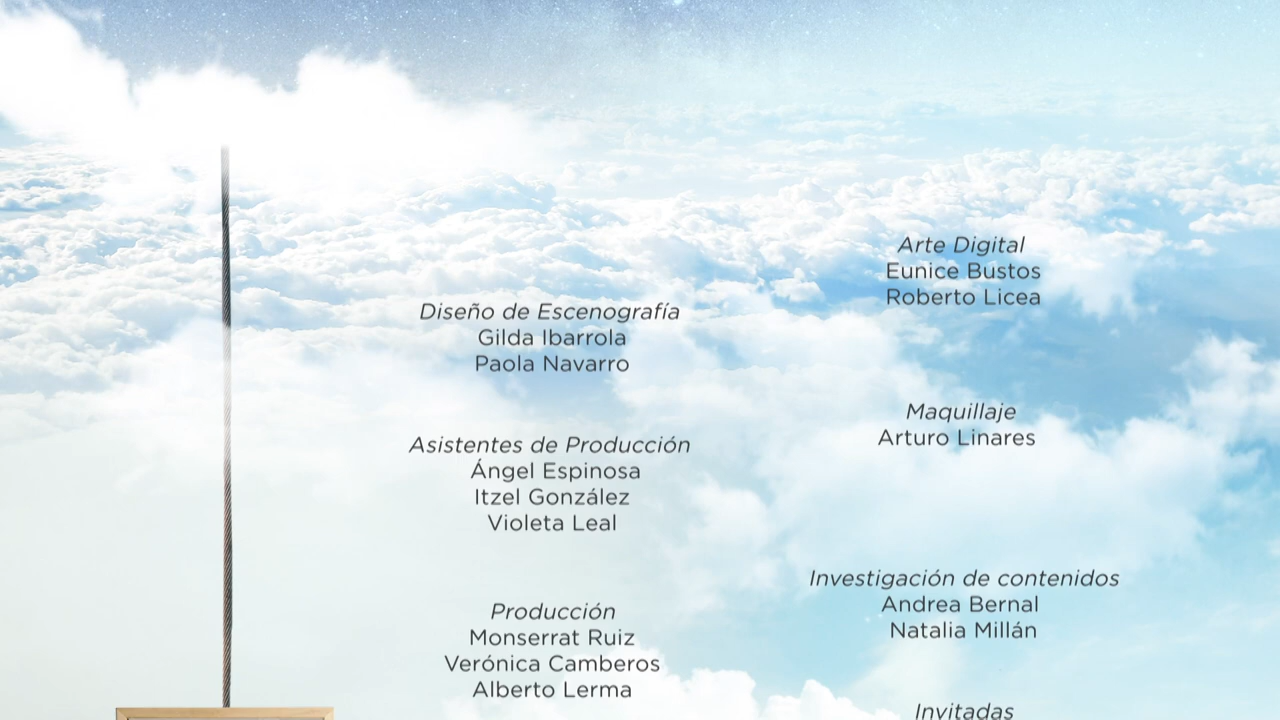 Diseño de Escenografía
Gilda Ibarrola
Paola Navarro
Asistentes de Producción
Ángel Espinosa
Itzel González
Violeta Leal
Producción
Monserrat Ruiz
Verónica Camberos
Alberto Lerma
Arte Digital
Eunice Bustos
Roberto Licea
Maquillaje
Arturo Linares
Investigación de contenidos
Andrea Bernal
Natalia Millán
Invitadas